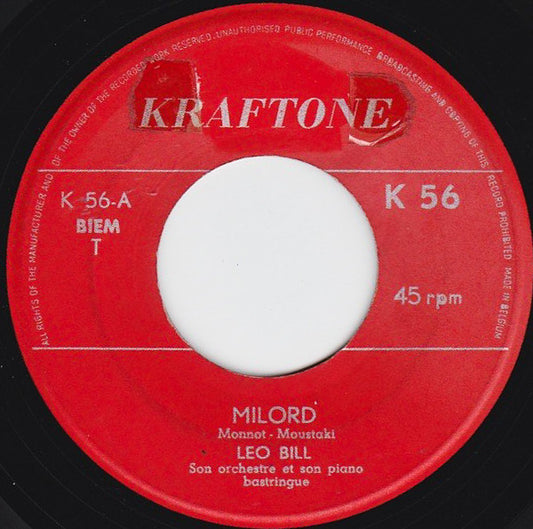 ALL RIGHTS OF THE MANUFACTURER AND OF THE OWNER OF THE RECORDED WORK RESERVED. UNAUTHORISED PUBLIC PERFORMANCE BROADCASTING AND COPYING OF THIS RECORD PROHIBITED MADE IN BELGIUM
KRAFTONE
K 56-A
K 56
BIEM
T
45 rpm
MILORD
Monnot - Moustaki
LEO BILL
Son orchestre et son piano
bastringue